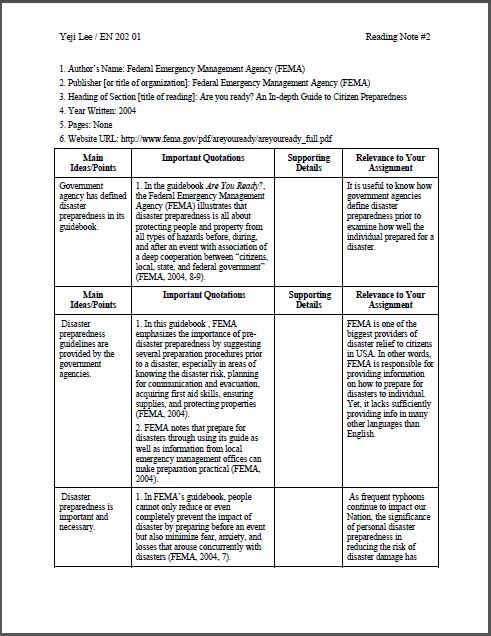 Yeji Lee / EN 202 01
Reading Note #2
1. Author's Name: Federal Emergency Management Agency (FEMA)
2. Publisher [or title of organization]: Federal Emergency Management Agency (FEMA)
3. Heading of Section [title of reading]: Are you ready? An In-depth Guide to Citizen Preparedness
4. Year Written: 2004
5. Pages: None
6. Website URL: http://www.fema.gov/pdf/areyouready/areyouready_full.pdf
Main
Ideas/Points
Important Quotations
Supporting
Details
Relevance to Your
Assignment
Government
agency has defined
disaster
preparedness in its
guidebook.
1. In the guidebook Are You Ready?,
the Federal Emergency Management
Agency (FEMA) illustrates that
disaster preparedness is all about
protecting people and property from
all types of hazards before, during,
and after an event with association of
a deep cooperation between "citizens,
local, state, and federal government"
(FEMA, 2004, 8-9).
It is useful to know how
government agencies
define disaster
preparedness prior to
examine how well the
individual prepared for a
disaster.
Main
Ideas/Points
Important Quotations
Supporting
Details
Relevance to Your
Assignment
Disaster
preparedness
guidelines are
provided by the
government
agencies.
1. In this guidebook , FEMA
emphasizes the importance of pre-
disaster preparedness by suggesting
several preparation procedures prior
to a disaster, especially in areas of
knowing the disaster risk, planning
for communication and evacuation,
acquiring first aid skills, ensuring
supplies, and protecting properties
(FEMA, 2004).
2. FEMA notes that prepare for
disasters through using its guide as
well as information from local
emergency management offices can
make preparation practical (FEMA,
2004).
FEMA is one of the
biggest providers of
disaster relief to citizens
in USA. In other words,
FEMA is responsible for
providing information
on how to prepare for
disasters to individual.
Yet, it lacks sufficiently
providing info in many
other languages than
English.
Disaster
preparedness is
important and
necessary.
1. In FEMA's guidebook, people
cannot only reduce or even
completely prevent the impact of
disaster by preparing before an event
but also minimize fear, anxiety, and
losses that arouse concurrently with
disasters (FEMA, 2004, 7).
As frequent typhoons
continue to impact our
Nation, the significance
of personal disaster
preparedness in
reducing the risk of
disaster damage has